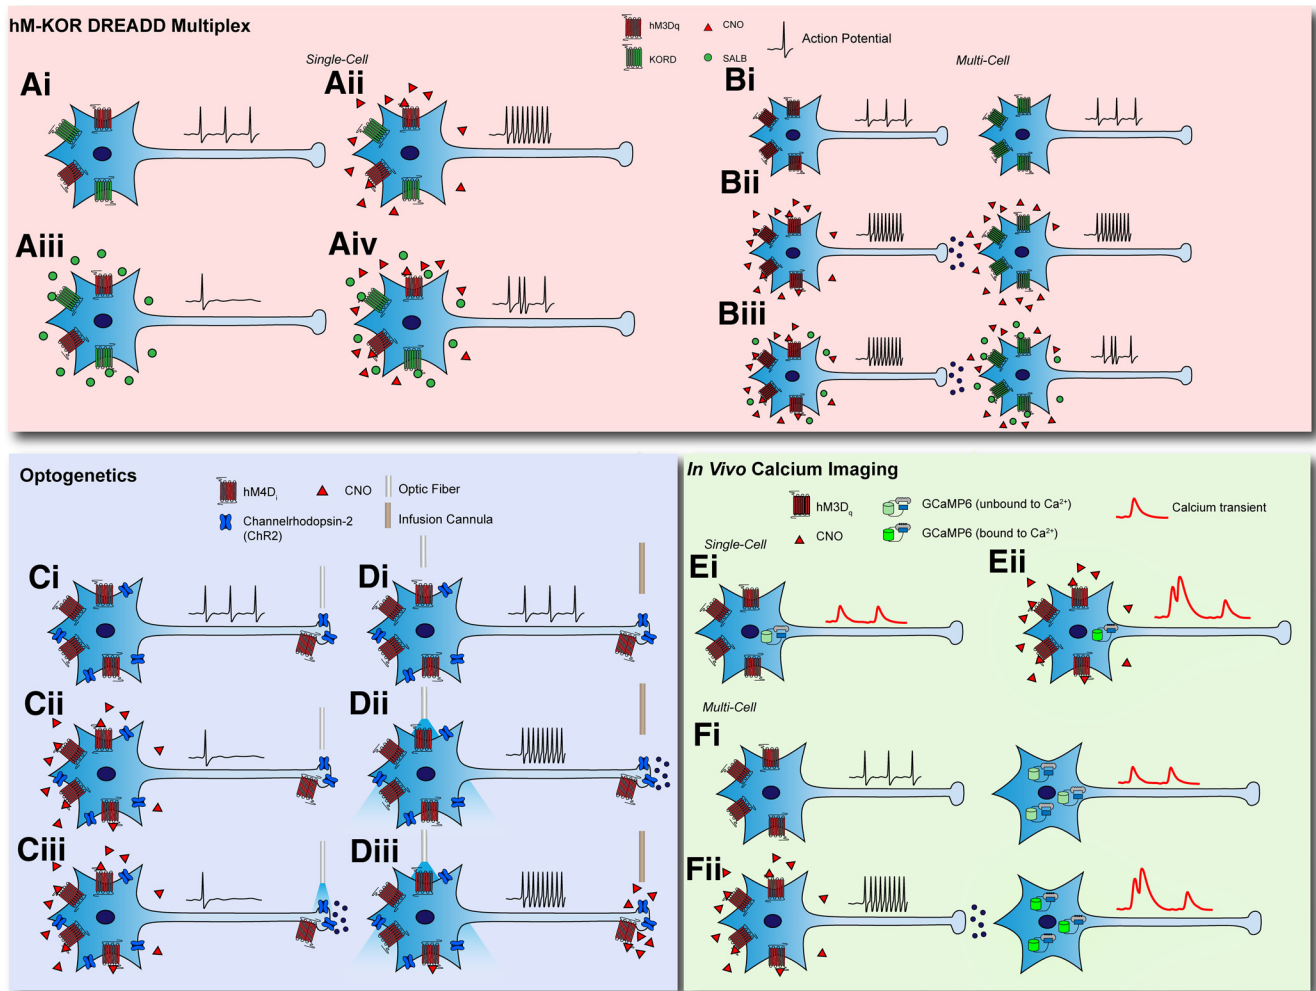 hM-KOR DREADD Multiplex
hM3Dq
CNO
Action Potential
KORD
SALB
Single-Cell
Multi-Cell
Ai
Aii
Bi
Bii
Aiii
Aiv
Biii
Optogenetics
hM4Di
CNO
Optic Fiber
Channelrhodopsin-2
(ChR2)
Infusion Cannula
Ci
Di
Cii
Dii
Ciii
Diii
In Vivo Calcium Imaging
hM3Dq
GCaMP6 (unbound to Ca²⁺)
Calcium transient
CNO
GCaMP6 (bound to Ca²⁺)
Single-Cell
Ei
Eii
Multi-Cell
Fi
Fii